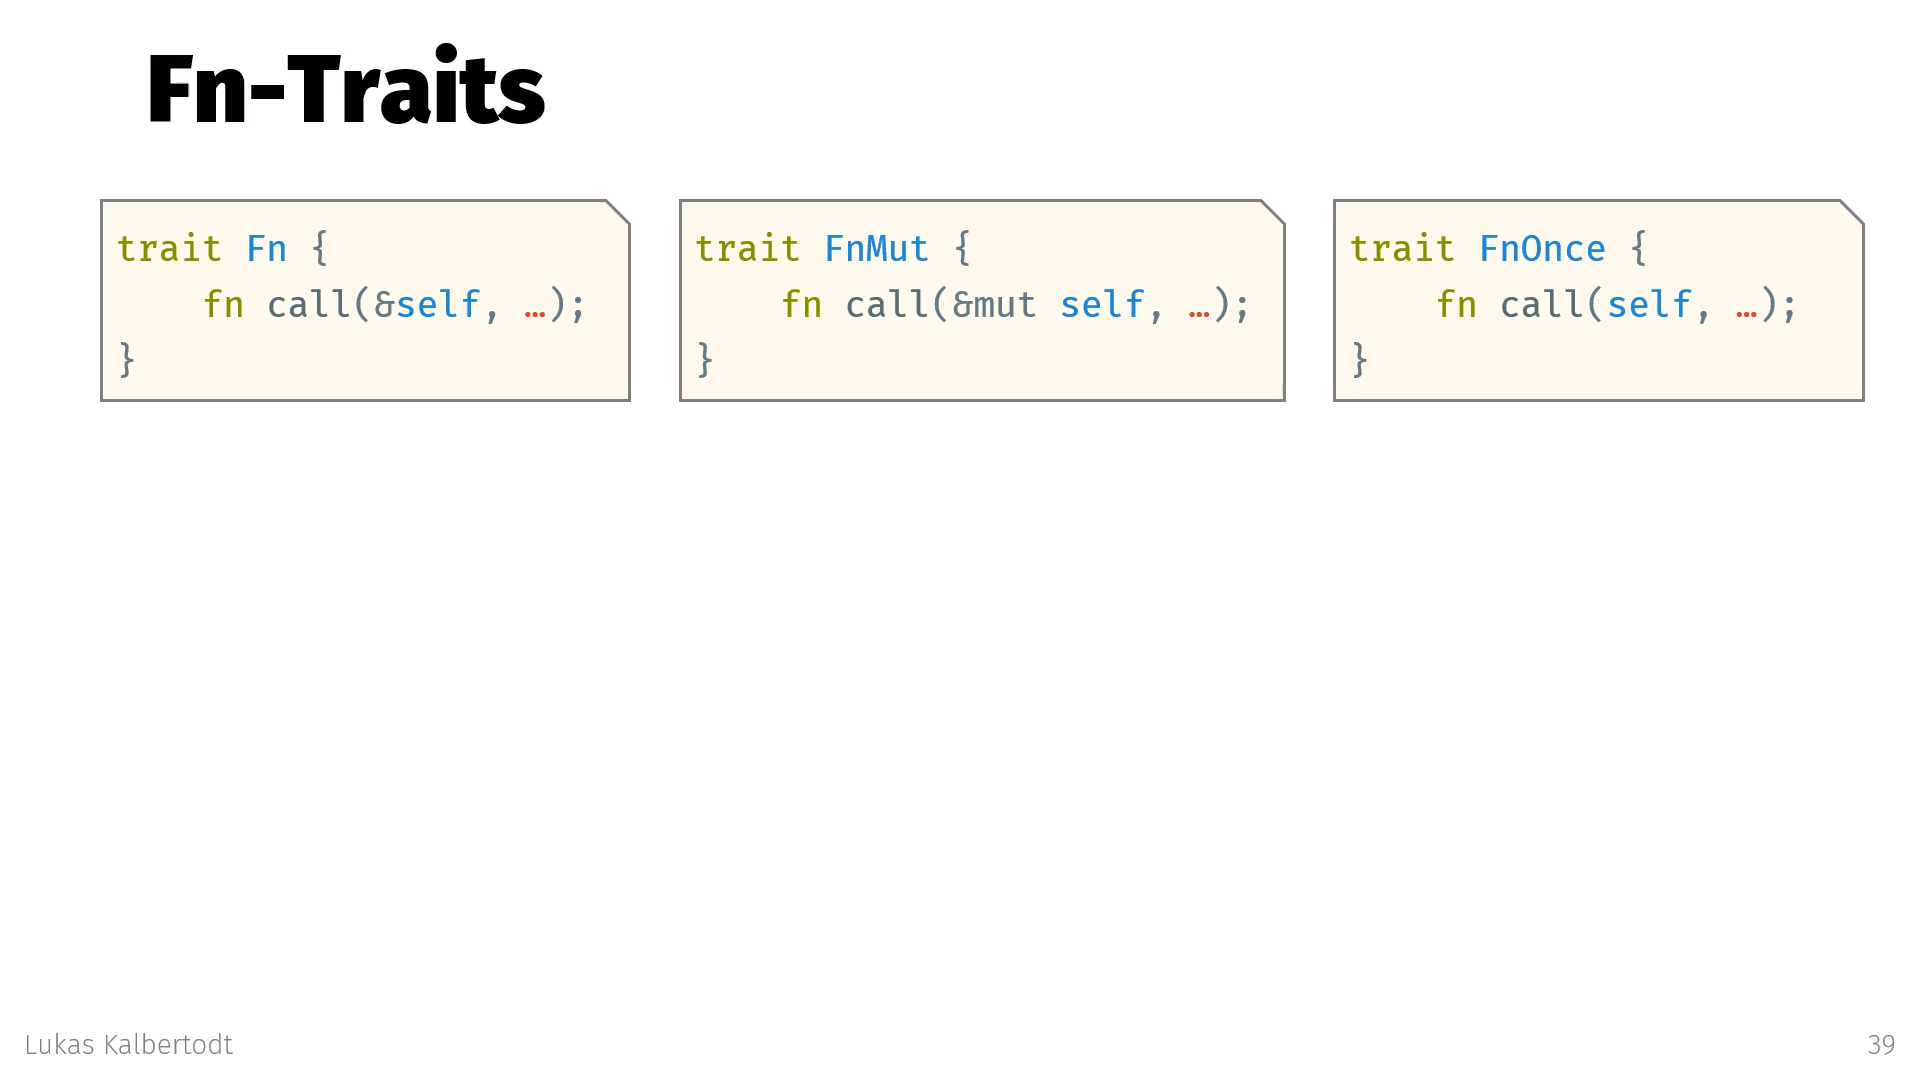 Fn-Traits
trait Fn {
    fn call(&self, …);
}
trait FnMut {
    fn call(&mut self, …);
}
trait FnOnce {
    fn call(self, …);
}
Lukas Kalbertodt
39